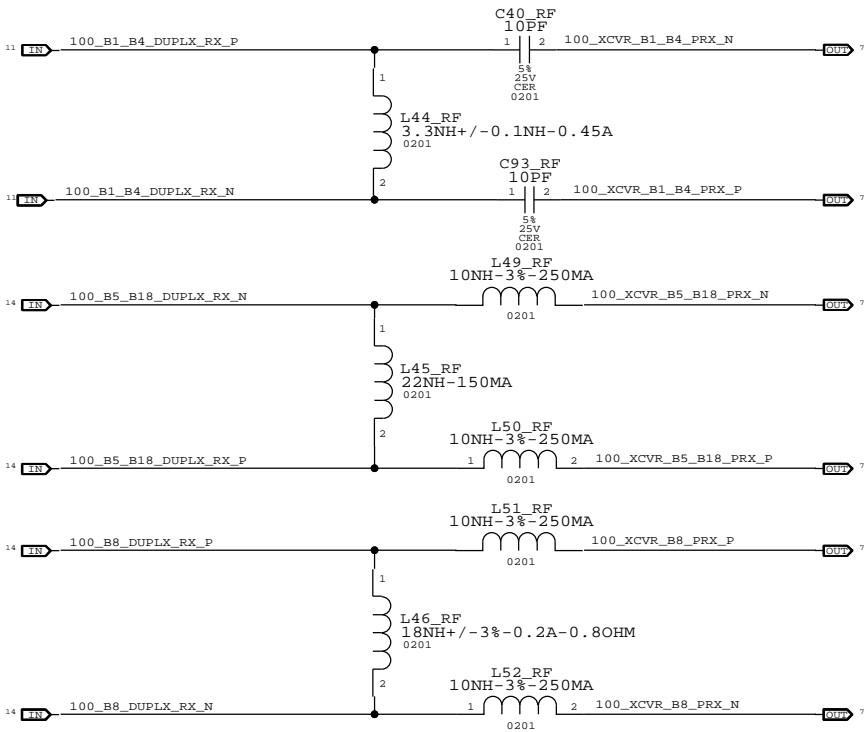 C40_RF
10PF
11 IN 100_B1_B4_DUPLX_RX_P 1 2 100_XCVR_B1_B4_PRX_N OUT 7
5%
25V
CER
0201
1
L44_RF
3.3NH+/-0.1NH-0.45A
0201
2
C93_RF
10PF
11 IN 100_B1_B4_DUPLX_RX_N 1 2 100_XCVR_B1_B4_PRX_P OUT 7
5%
25V
CER
0201
L49_RF
10NH-3%-250MA
14 IN 100_B5_B18_DUPLX_RX_N 100_XCVR_B5_B18_PRX_N OUT 7
0201
1
L45_RF
22NH-150MA
0201
2
L50_RF
10NH-3%-250MA
14 IN 100_B5_B18_DUPLX_RX_P 1 2 100_XCVR_B5_B18_PRX_P OUT 7
0201
L51_RF
10NH-3%-250MA
14 IN 100_B8_DUPLX_RX_P 100_XCVR_B8_PRX_P OUT 7
0201
1
L46_RF
18NH+/-3%-0.2A-0.8OHM
0201
2
L52_RF
10NH-3%-250MA
14 IN 100_B8_DUPLX_RX_N 1 2 100_XCVR_B8_PRX_N OUT 7
0201